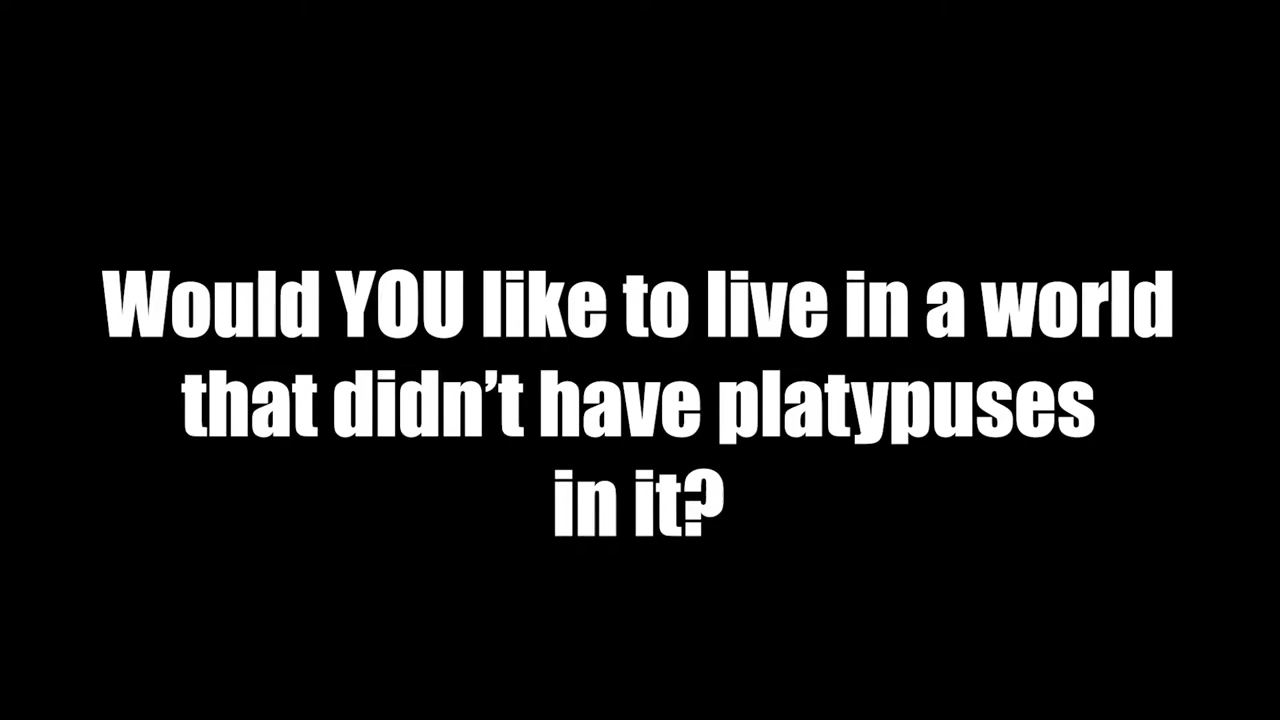 Would YOU like to live in a world
that didn’t have platypuses
in it?